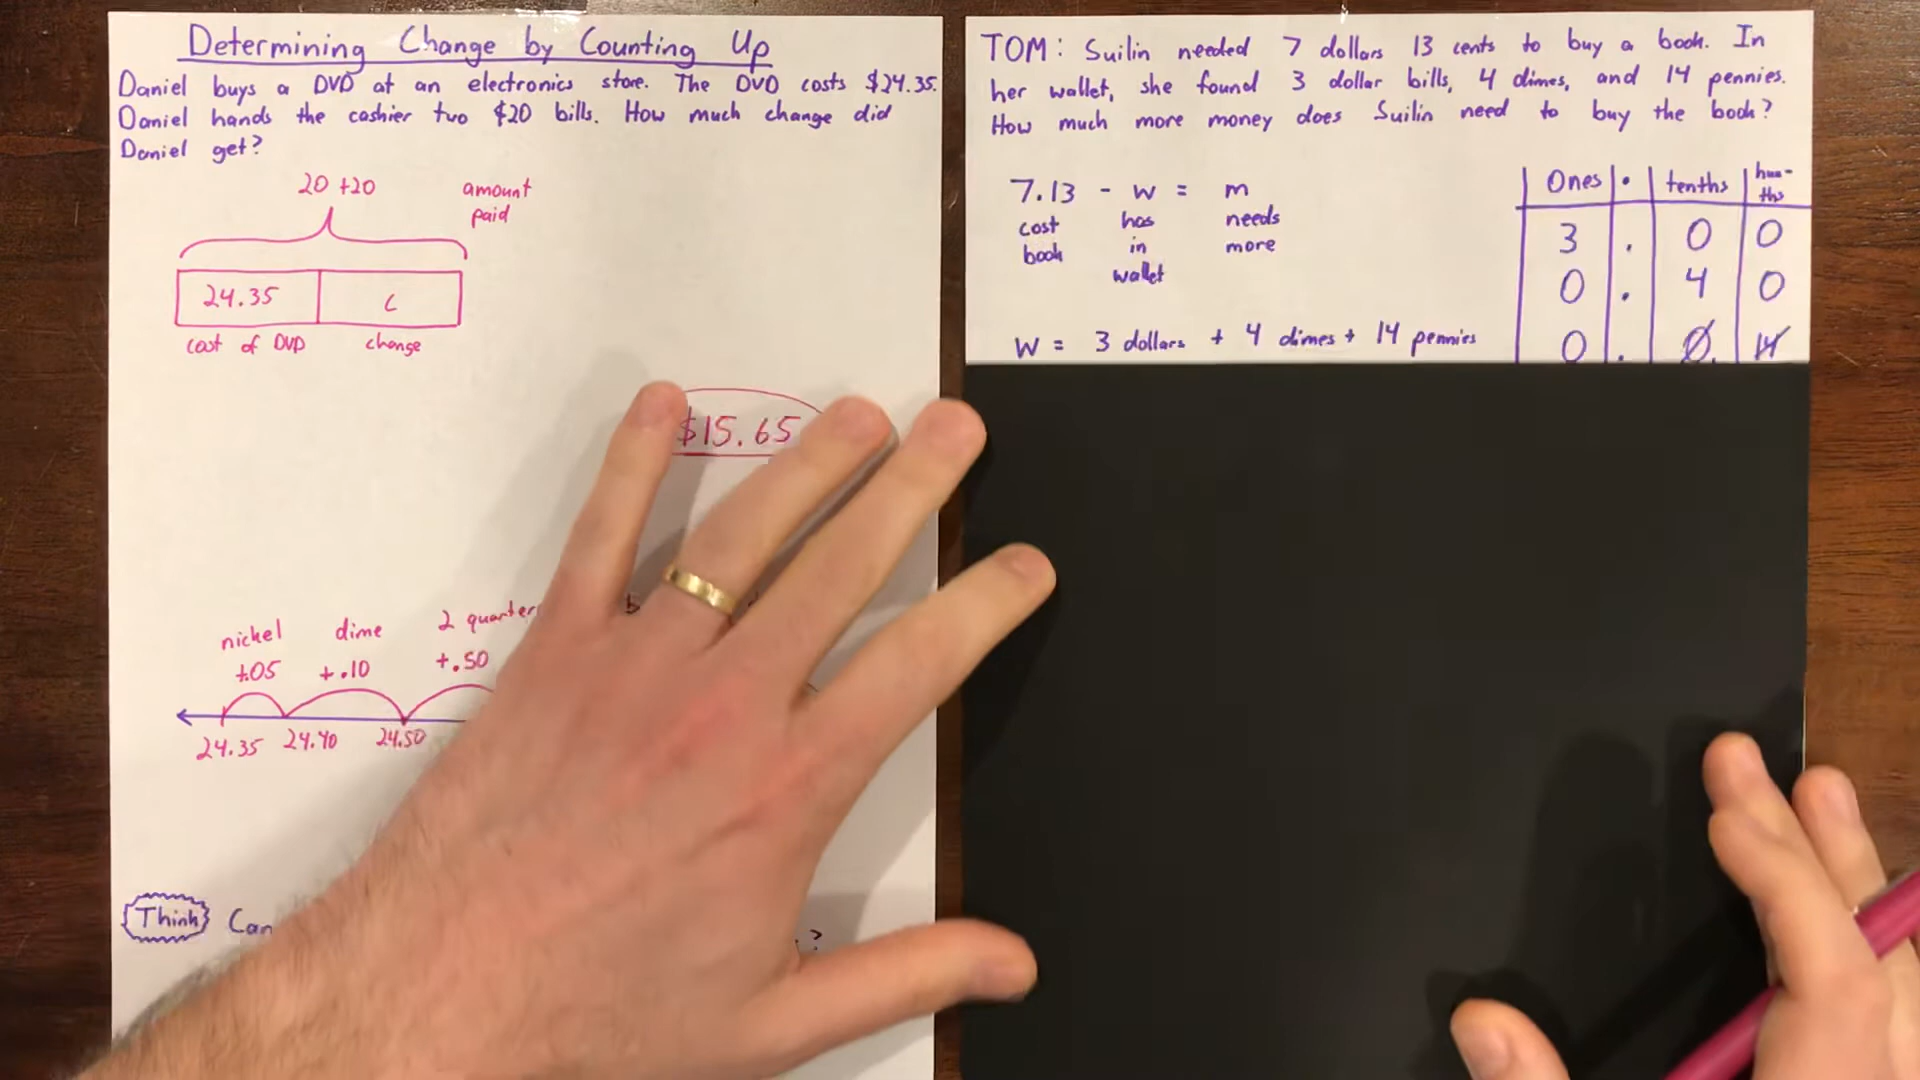 Determining Change by Counting Up
Daniel buys a DVD at an electronics store. The DVD costs $24.35.
Daniel hands the cashier two $20 bills. How much change did
Daniel get?
20 +20
amount
paid
24.35
C
cost of DVD
change
$15.65
nickel
dime
2 quarters
+.05
+.10
+.50
24.35
24.40
24.50
Think
Can
?
TOM: Suilin needed 7 dollars 13 cents to buy a book. In
her wallet, she found 3 dollar bills, 4 dimes, and 14 pennies.
How much more money does Suilin need to buy the book?
7.13 - w = m
cost has needs
book in more
wallet
W = 3 dollars + 4 dimes + 14 pennies
Ones . tenths hun-
ths
3 . 0 0
0 . 4 0
0 . 0 14